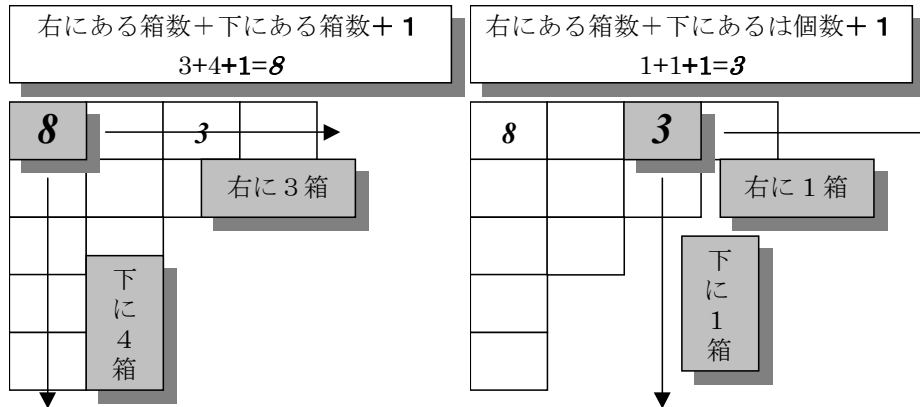 右にある箱数＋下にある箱数＋1
3+4+1=8
8
3
右に3箱
下に4箱
右にある箱数＋下にあるは個数＋1
1+1+1=3
8
3
右に1箱
下に1箱